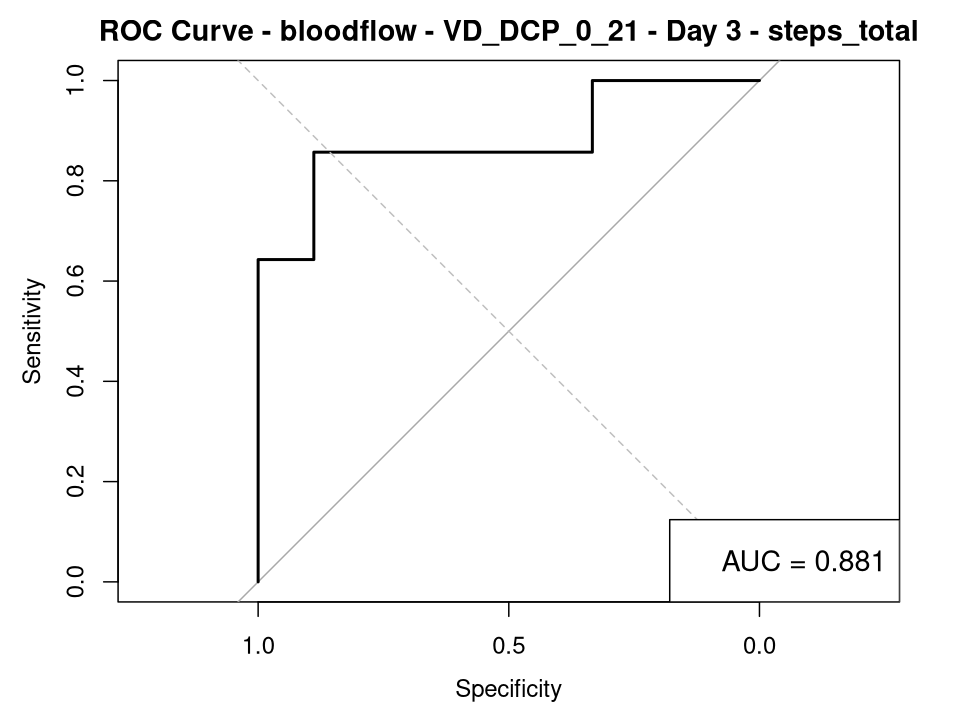 ROC Curve - bloodflow - VD_DCP_0_21 - Day 3 - steps_total
1.0
0.8
0.6
0.4
0.2
0.0
Sensitivity
AUC = 0.881
1.0 0.5 0.0
Specificity